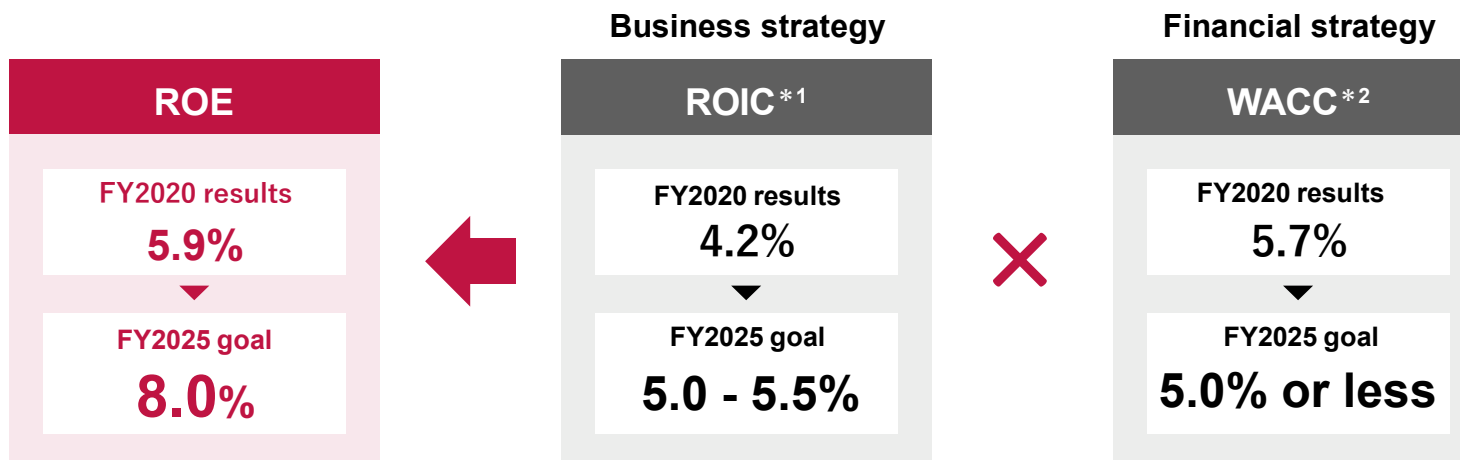 Business strategy
Financial strategy
ROE
ROIC*1
WACC*2
FY2020 results
5.9%
FY2025 goal
8.0%
FY2020 results
4.2%
FY2025 goal
5.0 - 5.5%
FY2020 results
5.7%
FY2025 goal
5.0% or less